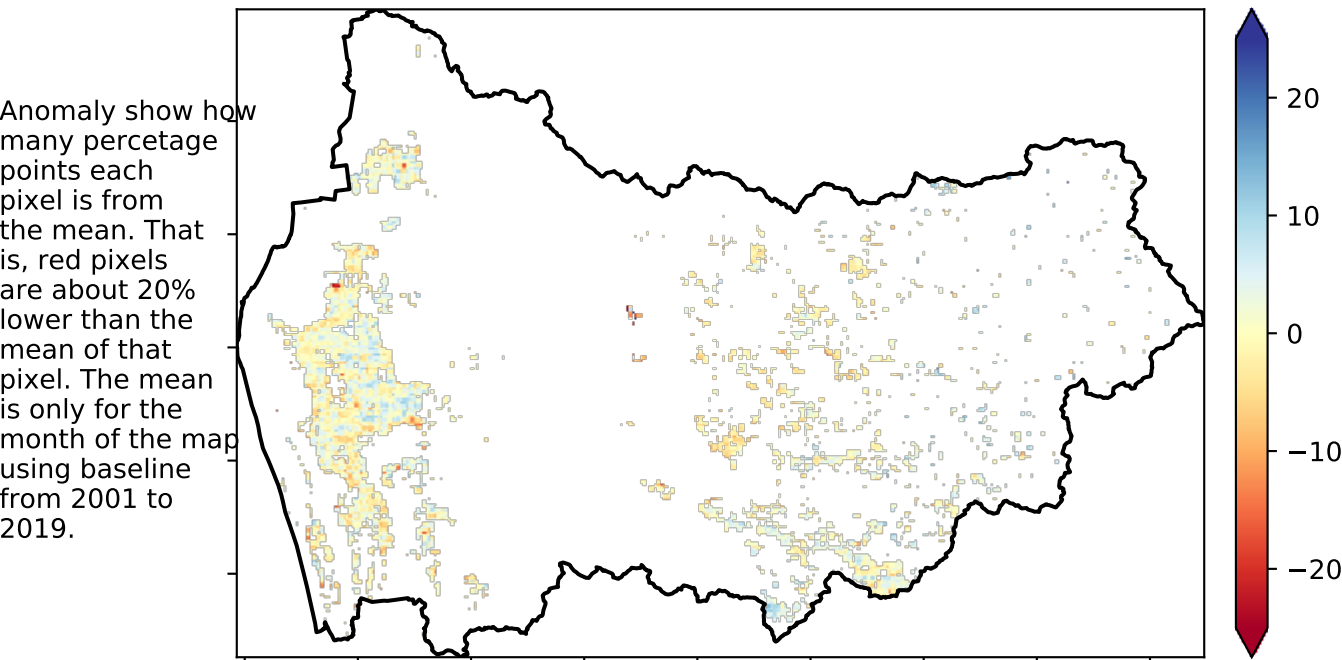 Anomaly show how
many percetage
points each
pixel is from
the mean. That
is, red pixels
are about 20%
lower than the
mean of that
pixel. The mean
is only for the
month of the map
using baseline
from 2001 to
2019.
20
10
0
−10
−20